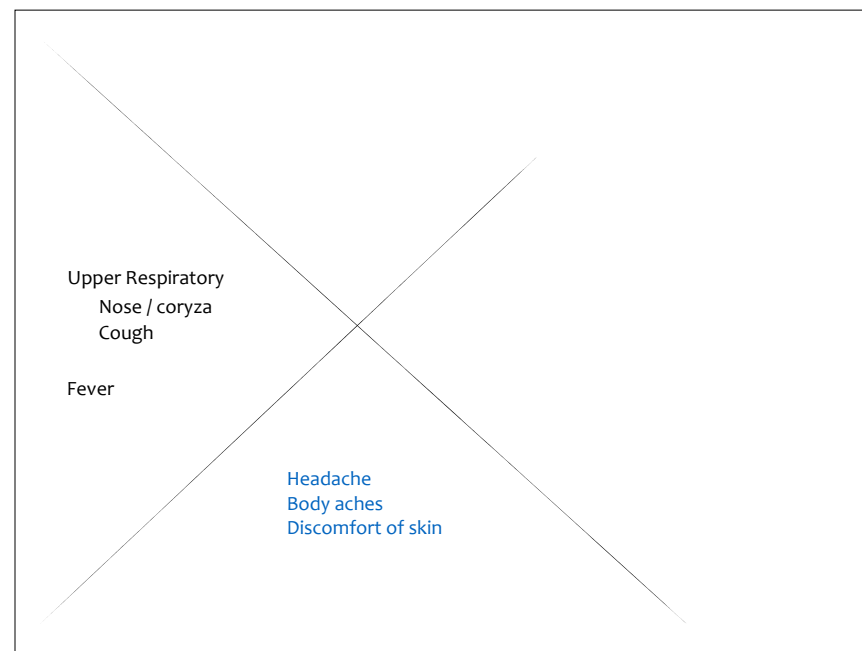 Upper Respiratory
Nose / coryza
Cough
Fever
Headache
Body aches
Discomfort of skin